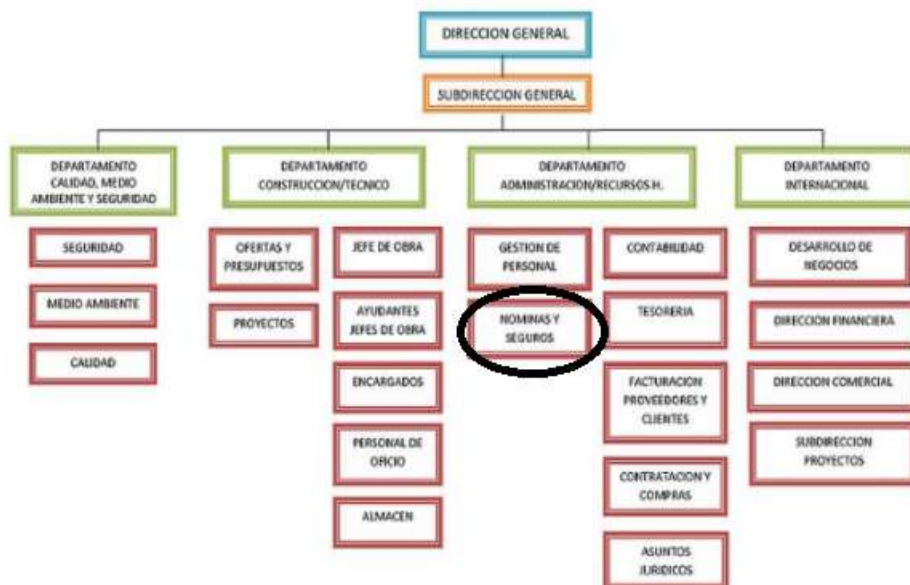 DIRECCION GENERAL
SUBDIRECCION GENERAL
DEPARTAMENTO
CALIDAD, MEDIO
AMBIENTE Y SEGURIDAD
SEGURIDAD
MEDIO AMBIENTE
CALIDAD
DEPARTAMENTO
CONSTRUCCION/TECNICO
OFERTAS Y
PRESUPUESTOS
PROYECTOS
JEFE DE OBRA
AYUDANTES
JEFES DE OBRA
ENCARGADOS
PERSONAL DE
OFICIO
ALMACEN
DEPARTAMENTO
ADMINISTRACION/RECURSOS H.
GESTION DE
PERSONAL
NOMINAS Y
SEGUROS
CONTABILIDAD
TESORERIA
FACTURACION
PROVEEDORES Y
CLIENTES
CONTRATACION Y
COMPRAS
ASUNTOS
JURIDICOS
DEPARTAMENTO
INTERNACIONAL
DESARROLLO DE
NEGOCIOS
DIRECCION FINANCIERA
DIRECCION COMERCIAL
SUBDIRECCION
PROYECTOS